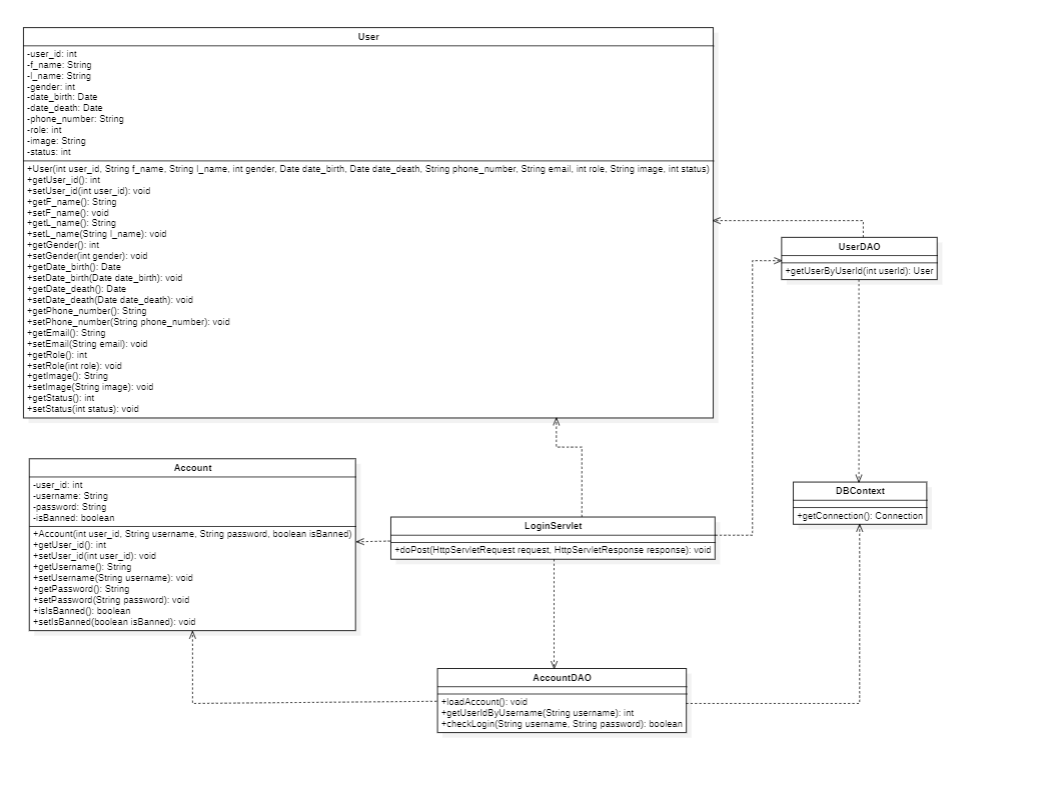 User
-user_id: int
-f_name: String
-l_name: String
-gender: int
-date_birth: Date
-date_death: Date
-phone_number: String
-role: int
-image: String
-status: int
+User(int user_id, String f_name, String l_name, int gender, Date date_birth, Date date_death, String phone_number, String email, int role, String image, int status)
+getUser_id(): int
+setUser_id(int user_id): void
+getF_name(): String
+setF_name(): void
+getL_name(): String
+setL_name(String l_name): void
+getGender(): int
+setGender(int gender): void
+getDate_birth(): Date
+setDate_birth(Date date_birth): void
+getDate_death(): Date
+setDate_death(Date date_death): void
+getPhone_number(): String
+setPhone_number(String phone_number): void
+getEmail(): String
+setEmail(String email): void
+getRole(): int
+setRole(int role): void
+getImage(): String
+setImage(String image): void
+getStatus(): int
+setStatus(int status): void
UserDAO
+getUserByUserId(int userId): User
Account
-user_id: int
-username: String
-password: String
-isBanned: boolean
+Account(int user_id, String username, String password, boolean isBanned)
+getUser_id(): int
+setUser_id(int user_id): void
+getUsername(): String
+setUsername(String username): void
+getPassword(): String
+setPassword(String password): void
+isIsBanned(): boolean
+setIsBanned(boolean isBanned): void
LoginServlet
+doPost(HttpServletRequest request, HttpServletResponse response): void
DBContext
+getConnection(): Connection
AccountDAO
+loadAccount(): void
+getUserIdByUsername(String username): int
+checkLogin(String username, String password): boolean